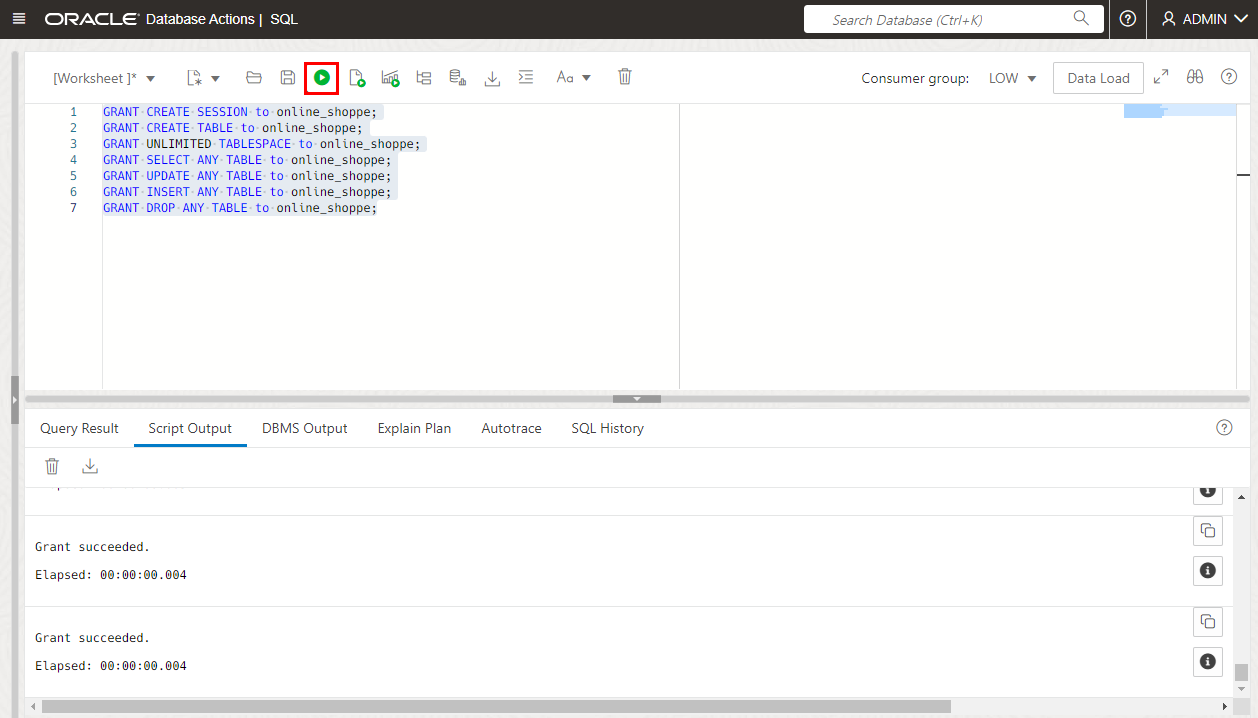 ORACLE Database Actions | SQL
Search Database (Ctrl+K)
ADMIN
[Worksheet ]*
Aa
Consumer group: LOW
Data Load
1 GRANT CREATE SESSION to online_shoppe;
2 GRANT CREATE TABLE to online_shoppe;
3 GRANT UNLIMITED TABLESPACE to online_shoppe;
4 GRANT SELECT ANY TABLE to online_shoppe;
5 GRANT UPDATE ANY TABLE to online_shoppe;
6 GRANT INSERT ANY TABLE to online_shoppe;
7 GRANT DROP ANY TABLE to online_shoppe;
Query Result Script Output DBMS Output Explain Plan Autotrace SQL History
Grant succeeded.
Elapsed: 00:00:00.004
Grant succeeded.
Elapsed: 00:00:00.004